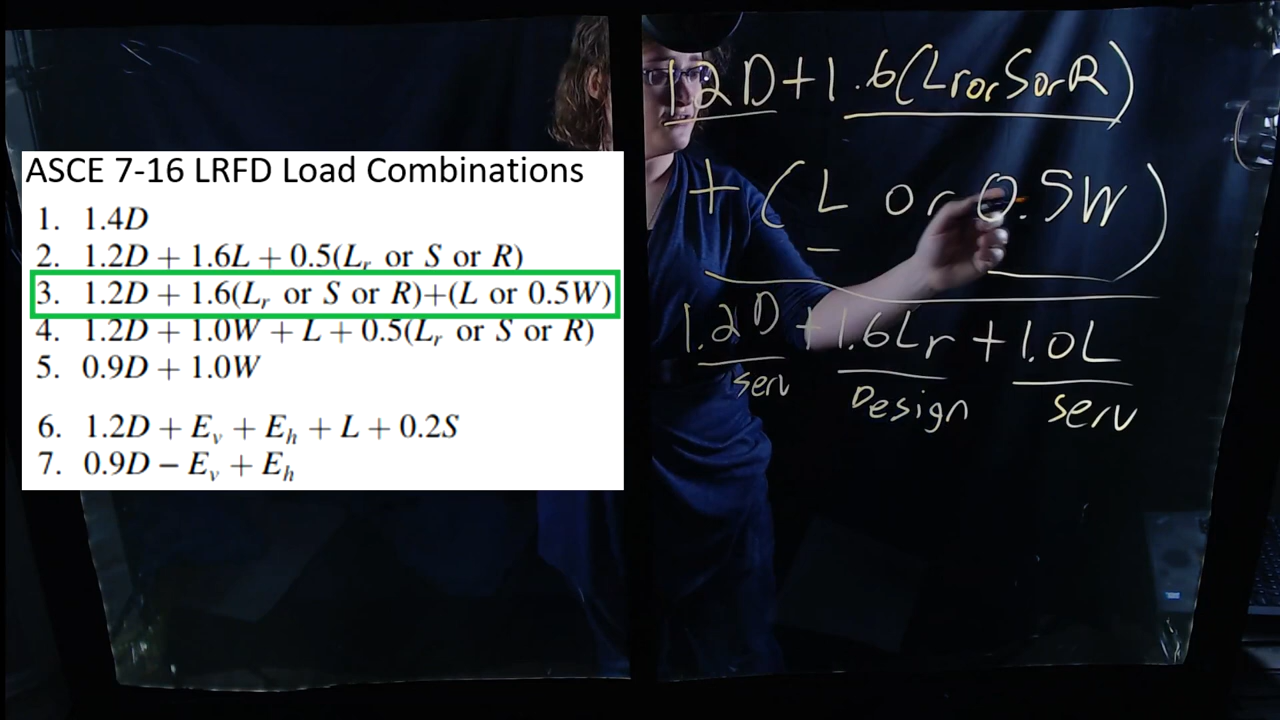 ASCE 7-16 LRFD Load Combinations
1. 1.4D
2. 1.2D + 1.6L + 0.5(Lᵣ or S or R)
3. 1.2D + 1.6(Lᵣ or S or R)+(L or 0.5W)
4. 1.2D + 1.0W + L + 0.5(Lᵣ or S or R)
5. 0.9D + 1.0W
6. 1.2D + Eᵥ + Eₕ + L + 0.2S
7. 0.9D − Eᵥ + Eₕ
1.2D+1.6(Lr or S or R)
+ (L or 0.5W)
1.2D + 1.6Lr + 1.0L
serv Design serv